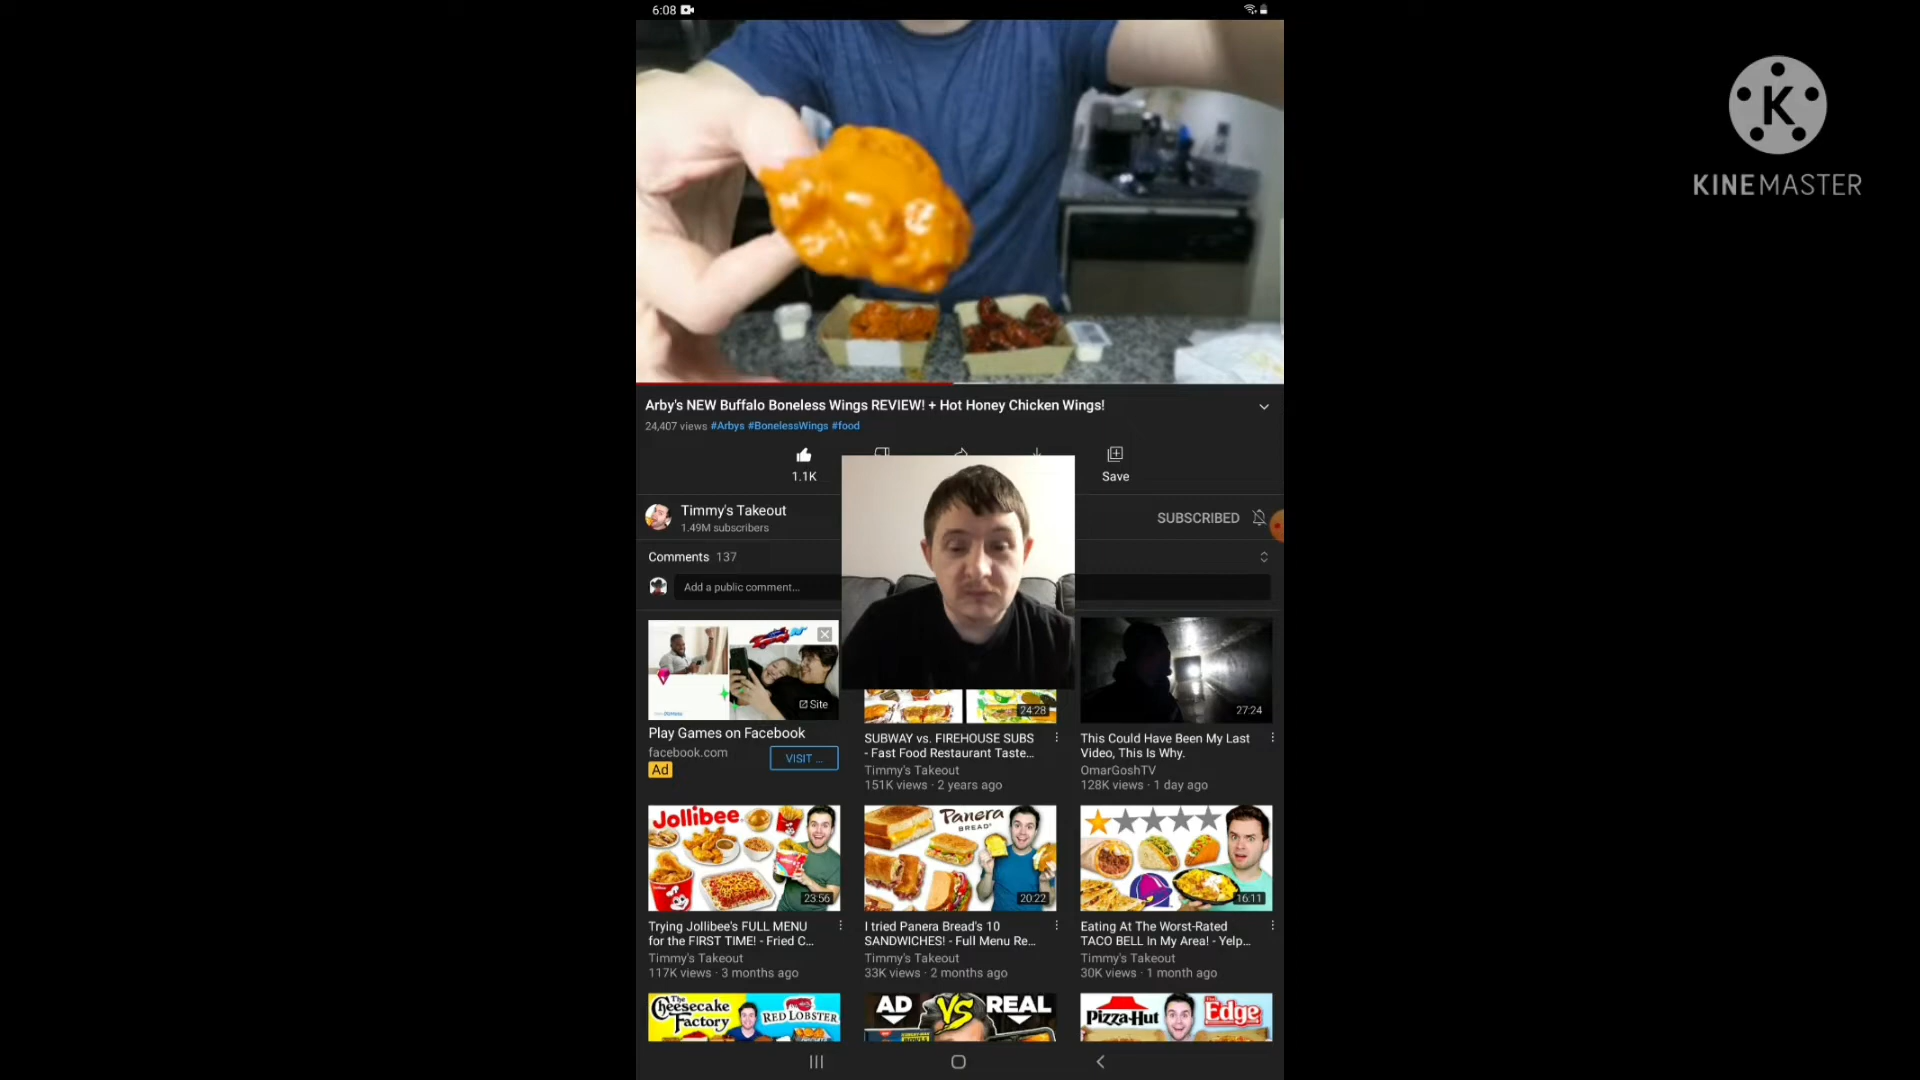 6:08
K
KINEMASTER
Arby's NEW Buffalo Boneless Wings REVIEW! + Hot Honey Chicken Wings!
24,407 views #Arbys #BonelessWings #food
1.1K
Save
Timmy's Takeout
1.49M subscribers
SUBSCRIBED
Comments 137
Add a public comment...
Site
Play Games on Facebook
facebook.com
Ad
VISIT ...
24:28
SUBWAY vs. FIREHOUSE SUBS
- Fast Food Restaurant Taste...
Timmy's Takeout
151K views · 2 years ago
27:24
This Could Have Been My Last
Video, This Is Why.
OmarGoshTV
128K views · 1 day ago
Jollibee
23:56
Trying Jollibee's FULL MENU
for the FIRST TIME! - Fried C...
Timmy's Takeout
117K views · 3 months ago
Panera
BREAD
20:22
I tried Panera Bread's 10
SANDWICHES! - Full Menu Re...
Timmy's Takeout
33K views · 2 months ago
16:11
Eating At The Worst-Rated
TACO BELL In My Area! - Yelp...
Timmy's Takeout
30K views · 1 month ago
The
Cheesecake
Factory
RED LOBSTER
AD VS REAL
Pizza Hut
The
Edge